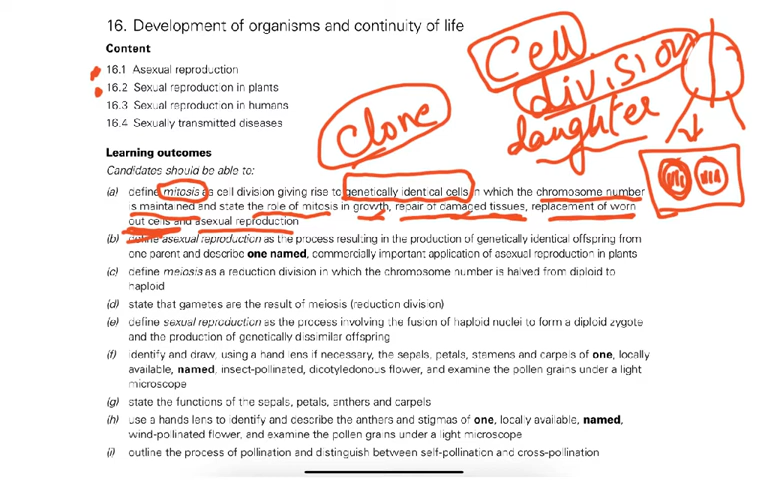 16. Development of organisms and continuity of life
Content
16.1 Asexual reproduction
16.2 Sexual reproduction in plants
16.3 Sexual reproduction in humans
16.4 Sexually transmitted diseases
Cell
division
daughter
clone
Learning outcomes
Candidates should be able to:
(a) define mitosis as cell division giving rise to genetically identical cells in which the chromosome number
is maintained and state the role of mitosis in growth, repair of damaged tissues, replacement of worn
out cells and asexual reproduction
(b) define asexual reproduction as the process resulting in the production of genetically identical offspring from
one parent and describe one named, commercially important application of asexual reproduction in plants
(c) define meiosis as a reduction division in which the chromosome number is halved from diploid to
haploid
(d) state that gametes are the result of meiosis (reduction division)
(e) define sexual reproduction as the process involving the fusion of haploid nuclei to form a diploid zygote
and the production of genetically dissimilar offspring
(f) identify and draw, using a hand lens if necessary, the sepals, petals, stamens and carpels of one, locally
available, named, insect-pollinated, dicotyledonous flower, and examine the pollen grains under a light
microscope
(g) state the functions of the sepals, petals, anthers and carpels
(h) use a hands lens to identify and describe the anthers and stigmas of one, locally available, named,
wind-pollinated flower, and examine the pollen grains under a light microscope
(i) outline the process of pollination and distinguish between self-pollination and cross-pollination